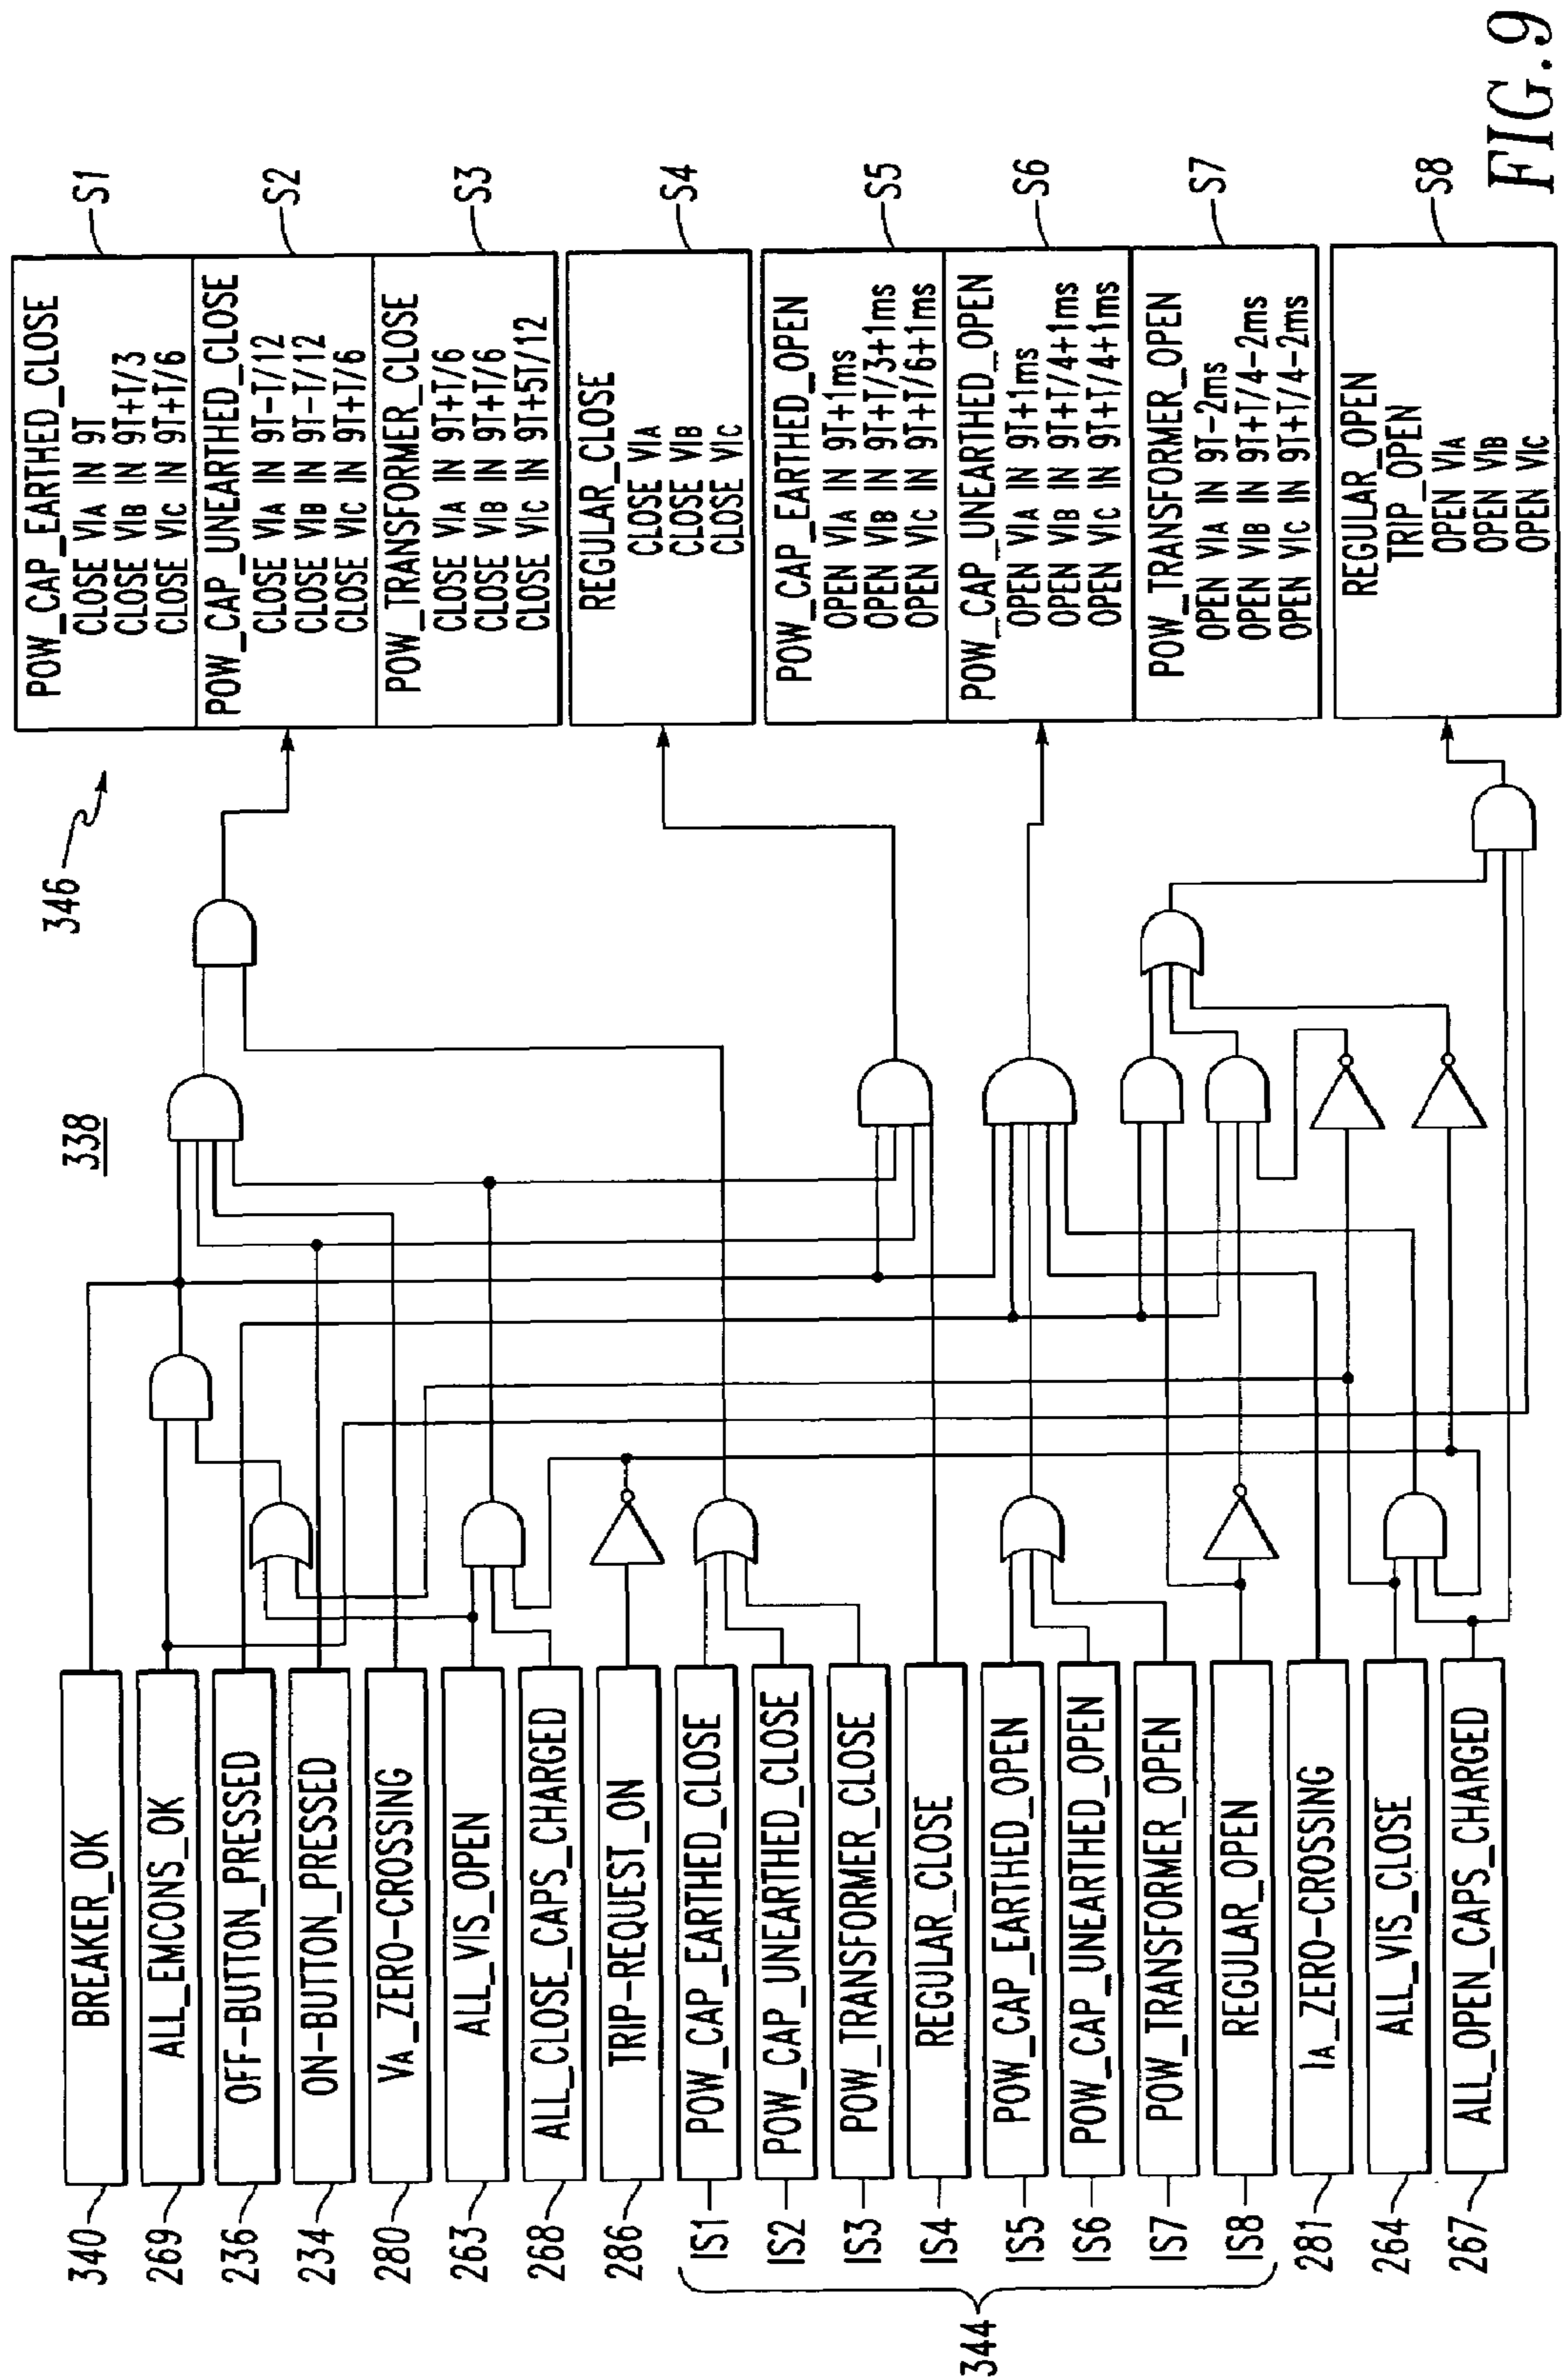 338
346
340
BREAKER_OK
269
ALL_EMCONS_OK
236
OFF-BUTTON_PRESSED
234
ON-BUTTON_PRESSED
280
VA_ZERO-CROSSING
263
ALL_VIS_OPEN
268
ALL_CLOSE_CAPS_CHARGED
286
TRIP-REQUEST_ON
344
IS1
POW_CAP_EARTHED_CLOSE
IS2
POW_CAP_UNEARTHED_CLOSE
IS3
POW_TRANSFORMER_CLOSE
IS4
REGULAR_CLOSE
IS5
POW_CAP_EARTHED_OPEN
IS6
POW_CAP_UNEARTHED_OPEN
IS7
POW_TRANSFORMER_OPEN
IS8
REGULAR_OPEN
281
IA_ZERO-CROSSING
264
ALL_VIS_CLOSE
267
ALL_OPEN_CAPS_CHARGED
POW_CAP_EARTHED_CLOSE
CLOSE VIA IN 9T
CLOSE VIB IN 9T+T/3
CLOSE VIC IN 9T+T/6
S1
POW_CAP_UNEARTHED_CLOSE
CLOSE VIA IN 9T-T/12
CLOSE VIB IN 9T-T/12
CLOSE VIC IN 9T+T/6
S2
POW_TRANSFORMER_CLOSE
CLOSE VIA IN 9T+T/6
CLOSE VIB IN 9T+T/6
CLOSE VIC IN 9T+5T/12
S3
REGULAR_CLOSE
CLOSE VIA
CLOSE VIB
CLOSE VIC
S4
POW_CAP_EARTHED_OPEN
OPEN VIA IN 9T+1ms
OPEN VIB IN 9T+T/3+1ms
OPEN VIC IN 9T+T/6+1ms
S5
POW_CAP_UNEARTHED_OPEN
OPEN VIA IN 9T+1ms
OPEN VIB IN 9T+T/4+1ms
OPEN VIC IN 9T+T/4+1ms
S6
POW_TRANSFORMER_OPEN
OPEN VIA IN 9T-2ms
OPEN VIB IN 9T+T/4-2ms
OPEN VIC IN 9T+T/4-2ms
S7
REGULAR_OPEN
TRIP_OPEN
OPEN VIA
OPEN VIB
OPEN VIC
S8
FIG.9